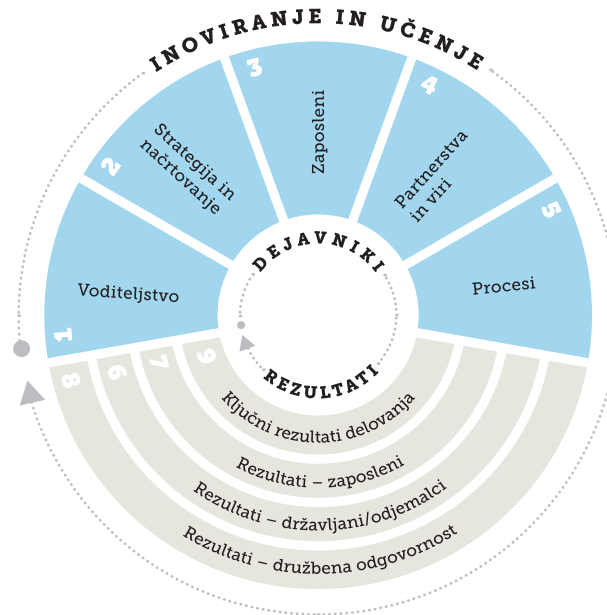 INOVIRANJE IN UČENJE
1
Voditeljstvo
2
Strategija in
načrtovanje
3
Zaposleni
4
Partnerstva
in viri
5
Procesi
DEJAVNIKI
REZULTATI
9
Ključni rezultati delovanja
7
Rezultati – zaposleni
6
Rezultati – državljani/odjemalci
8
Rezultati – družbena odgovornost